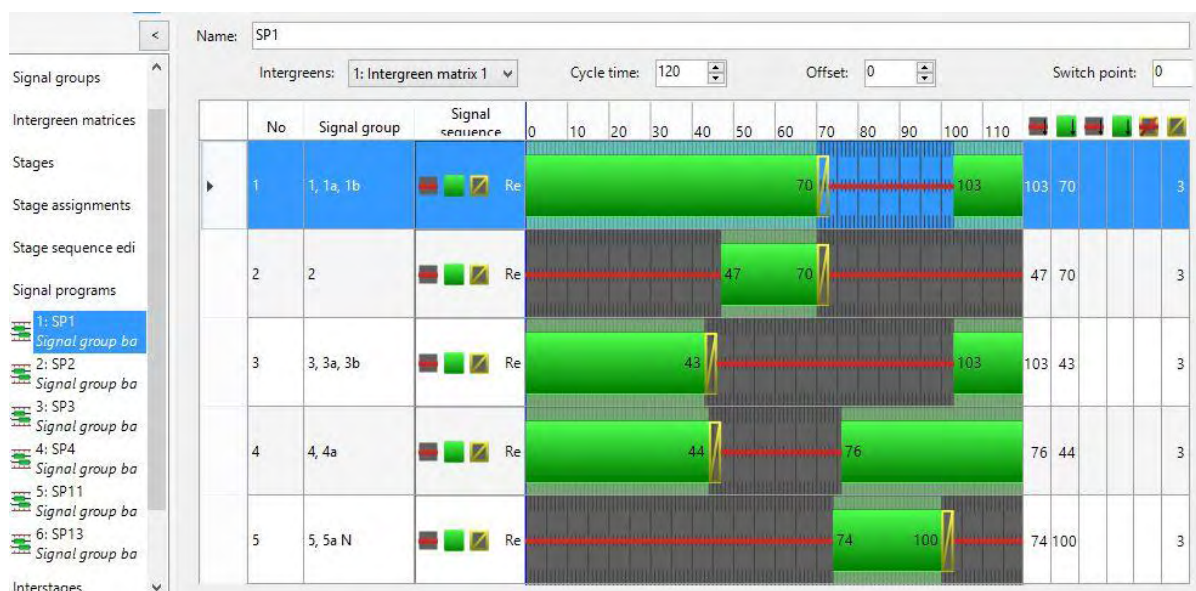 <
Name: SP1
Intergreens: 1: Intergreen matrix 1 Cycle time: 120 Offset: 0 Switch point: 0
Signal groups
Intergreen matrices
Stages
Stage assignments
Stage sequence edi
Signal programs
1: SP1
Signal group ba
2: SP2
Signal group ba
3: SP3
Signal group ba
4: SP4
Signal group ba
5: SP11
Signal group ba
6: SP13
Signal group ba
Interstages
No Signal group Signal sequence 0 10 20 30 40 50 60 70 80 90 100 110
1 1, 1a, 1b Re 70 103 103 70 3
2 2 Re 47 70 47 70 3
3 3, 3a, 3b Re 43 103 103 43 3
4 4, 4a Re 44 76 76 44 3
5 5, 5a N Re 74 100 74 100 3